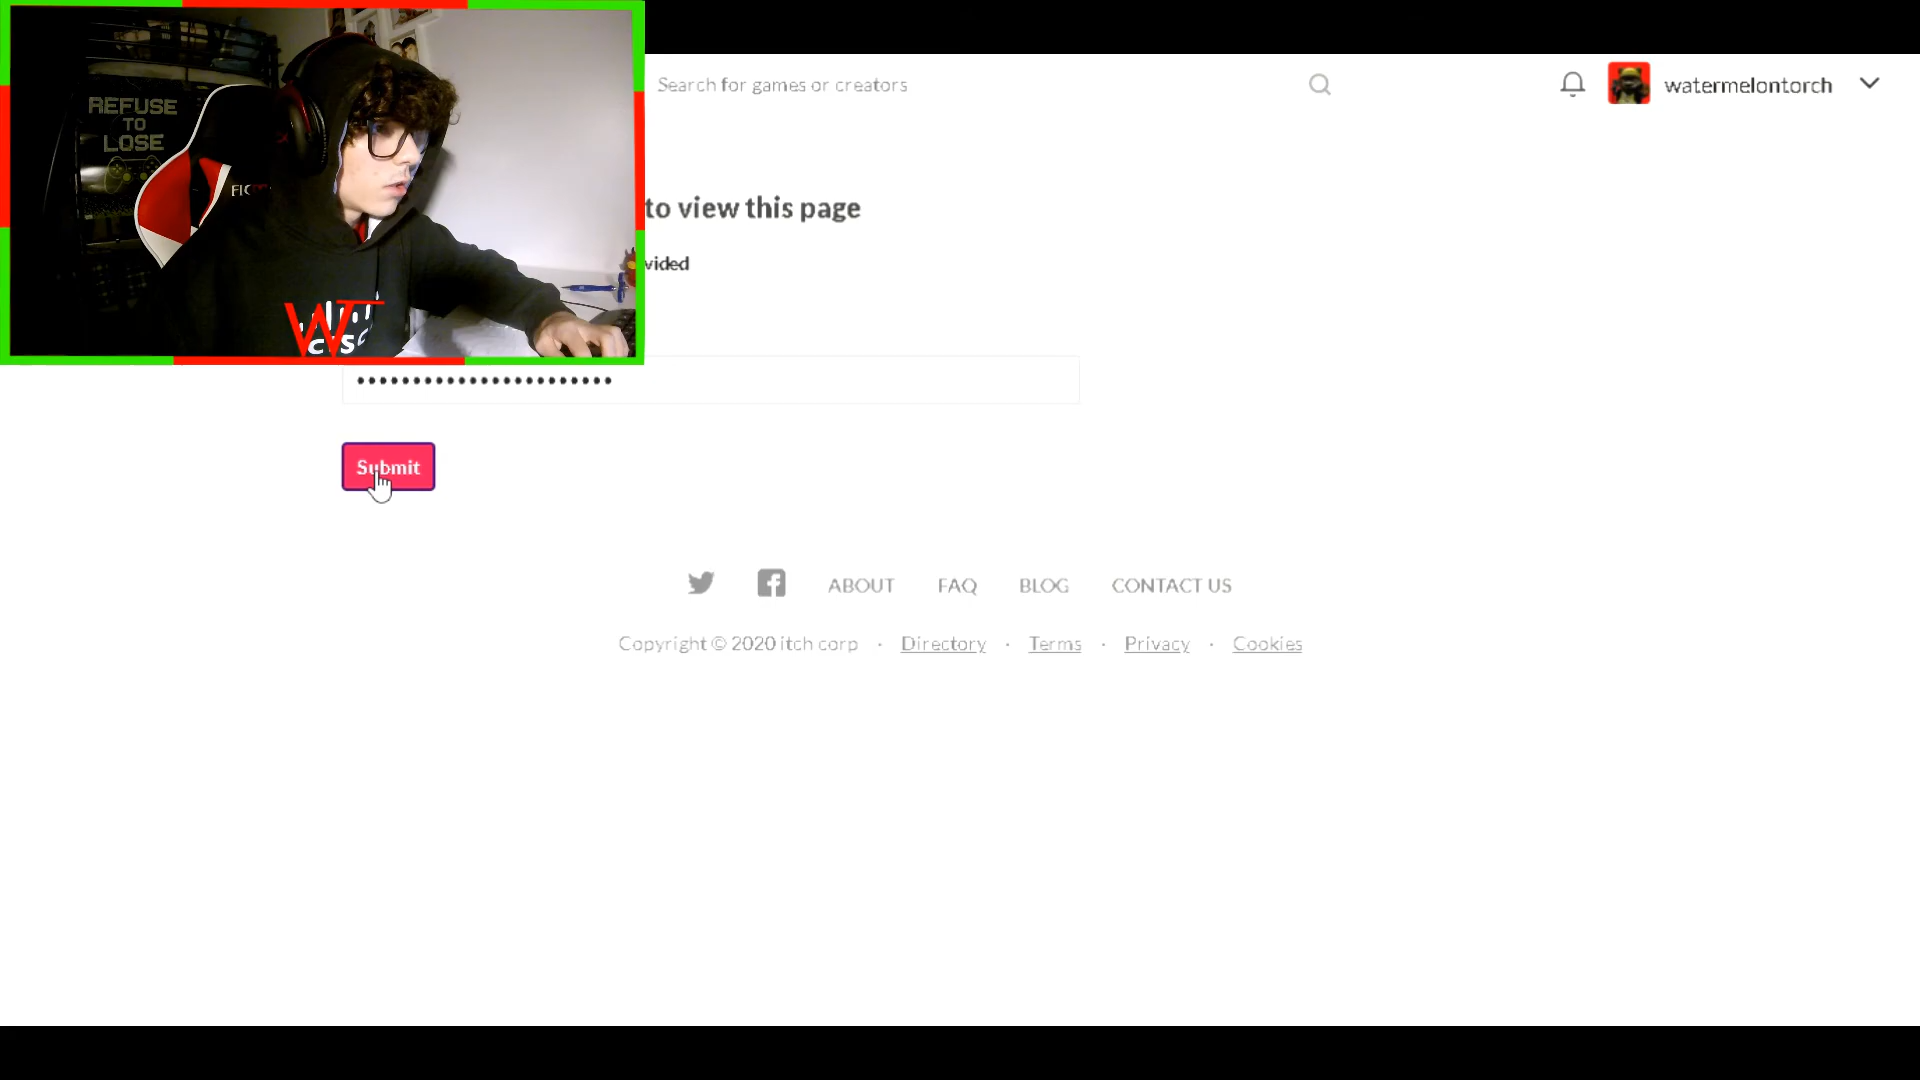 REFUSE
TO
LOSE
WT
Search for games or creators
watermelontorch
to view this page
vided
•••••••••••••••••••••••
Submit
ABOUT FAQ BLOG CONTACT US
Copyright © 2020 itch corp · Directory · Terms · Privacy · Cookies